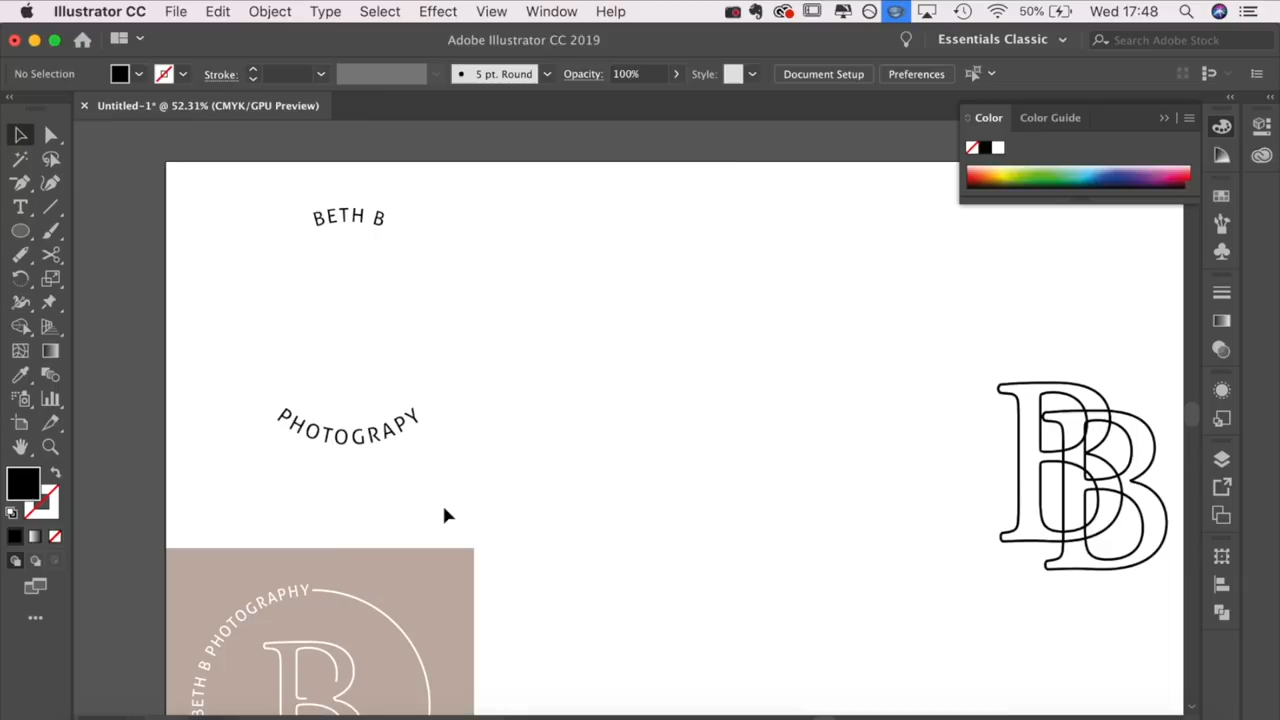 Illustrator CC File Edit Object Type Select Effect View Window Help 50% Wed 17:48
Adobe Illustrator CC 2019 Essentials Classic Search Adobe Stock
No Selection Stroke: 5 pt. Round Opacity: 100% Style: Document Setup Preferences
Untitled-1* @ 52.31% (CMYK/GPU Preview)
Color Color Guide
BETH B
PHOTOGRAPY
BB
BETH B PHOTOGRAPHY
B